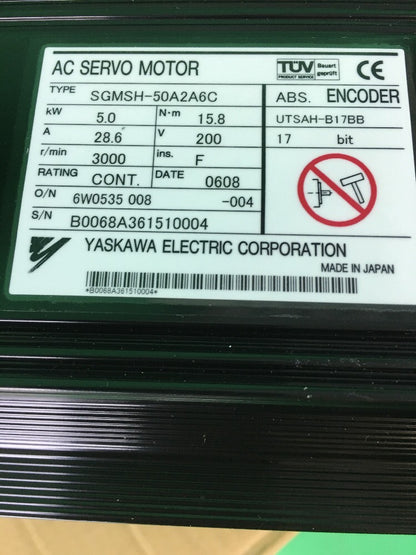 AC SERVO MOTOR
TÜV Bauart geprüft
PRODUCT SERVICE
CE
TYPE SGMSH-50A2A6C
ABS. ENCODER
kW 5.0 N·m 15.8
UTSAH-B17BB
A 28.6 V 200
17 bit
r/min 3000 ins. F
RATING CONT. DATE 0608
O/N 6W0535 008 -004
S/N B0068A361510004
YASKAWA ELECTRIC CORPORATION
MADE IN JAPAN
*B0068A361510004*